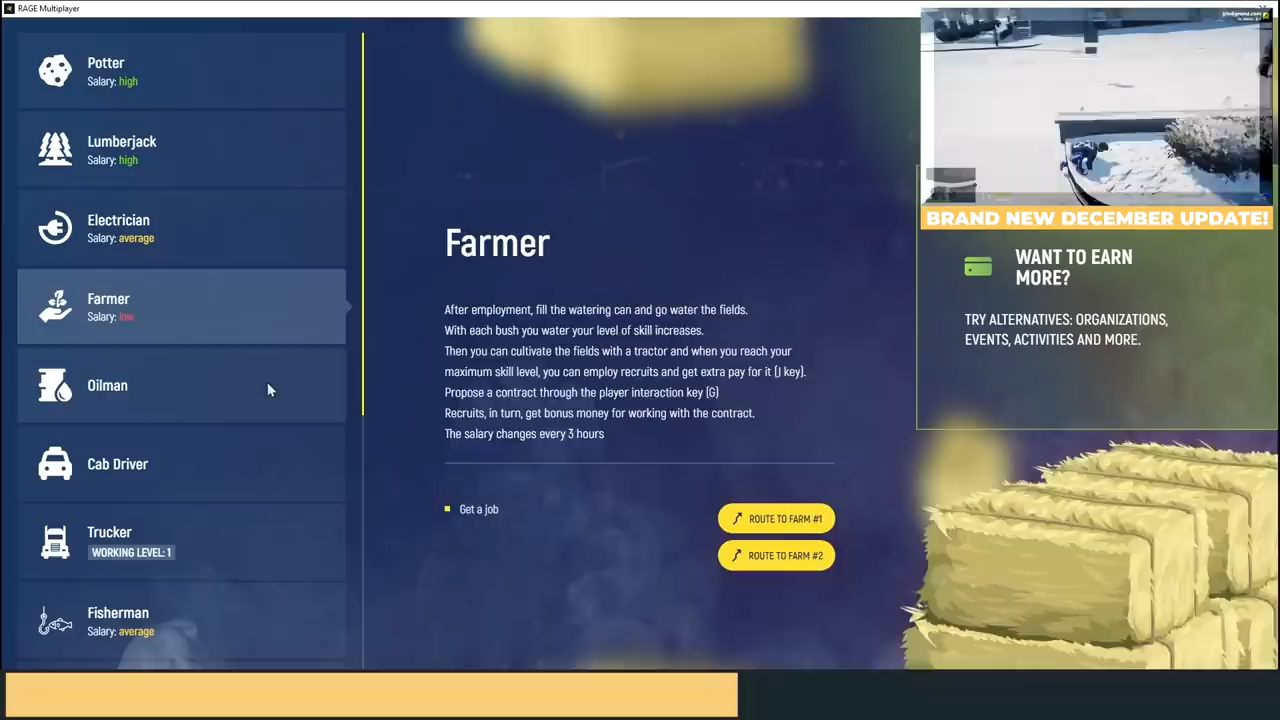 RAGE Multiplayer
Potter
Salary: high
Lumberjack
Salary: high
Electrician
Salary: average
Farmer
Salary: low
Oilman
Cab Driver
Trucker
WORKING LEVEL: 1
Fisherman
Salary: average
Farmer
After employment, fill the watering can and go water the fields.
With each bush you water your level of skill increases.
Then you can cultivate the fields with a tractor and when you reach your
maximum skill level, you can employ recruits and get extra pay for it (J key).
Propose a contract through the player interaction key (G)
Recruits, in turn, get bonus money for working with the contract.
The salary changes every 3 hours
Get a job
ROUTE TO FARM #1
ROUTE TO FARM #2
BRAND NEW DECEMBER UPDATE!
WANT TO EARN
MORE?
TRY ALTERNATIVES: ORGANIZATIONS,
EVENTS, ACTIVITIES AND MORE.